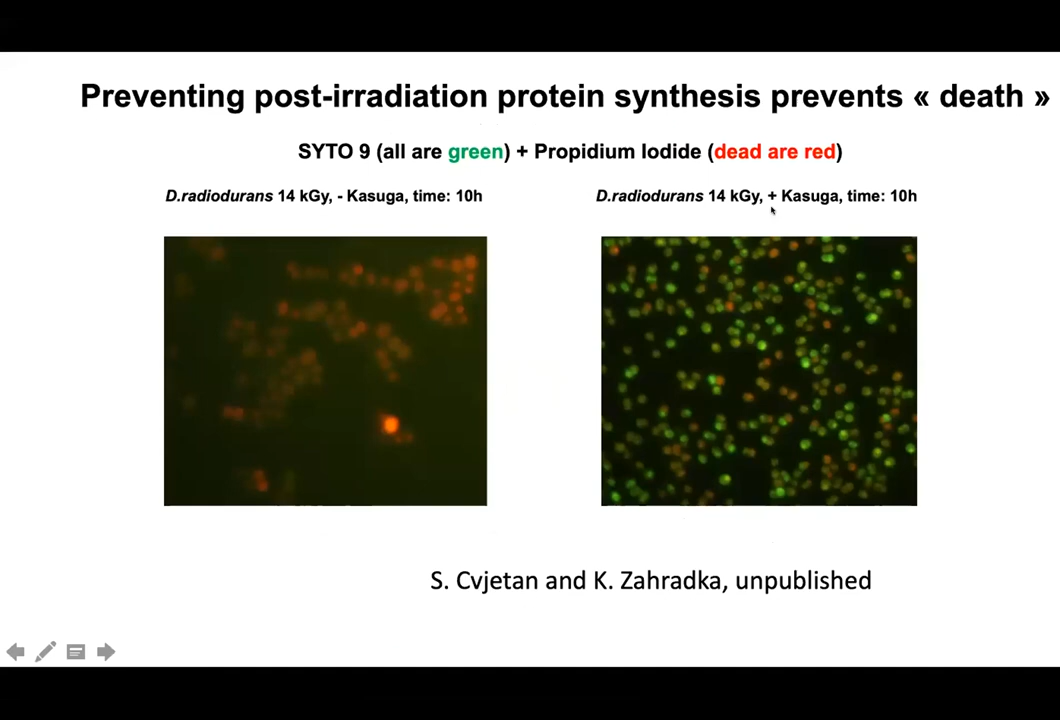 Preventing post-irradiation protein synthesis prevents « death »
SYTO 9 (all are green) + Propidium Iodide (dead are red)
D.radiodurans 14 kGy, - Kasuga, time: 10h
D.radiodurans 14 kGy, + Kasuga, time: 10h
S. Cvjetan and K. Zahradka, unpublished